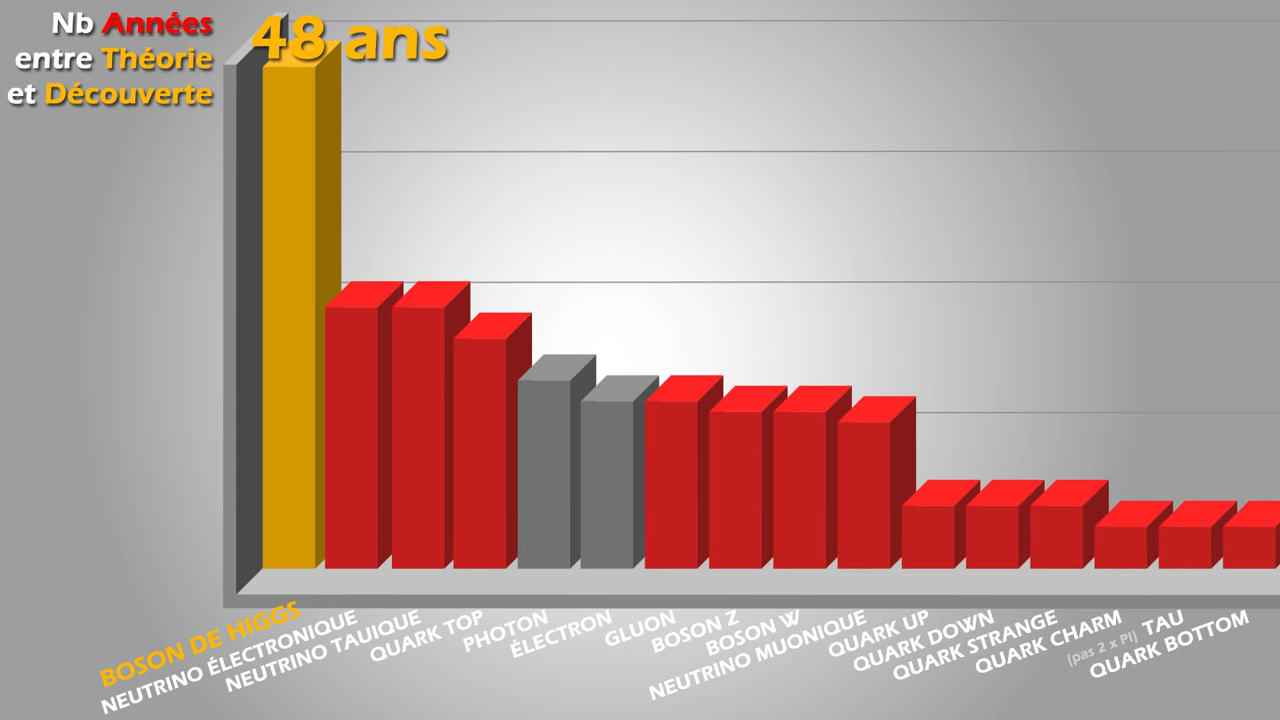 Nb Années
entre Théorie
et Découverte
48 ans
BOSON DE HIGGS
NEUTRINO ÉLECTRONIQUE
NEUTRINO TAUIQUE
QUARK TOP
PHOTON
ÉLECTRON
GLUON
BOSON Z
BOSON W
NEUTRINO MUONIQUE
QUARK UP
QUARK DOWN
QUARK STRANGE
QUARK CHARM
(pas 2 x PI) TAU
QUARK BOTTOM